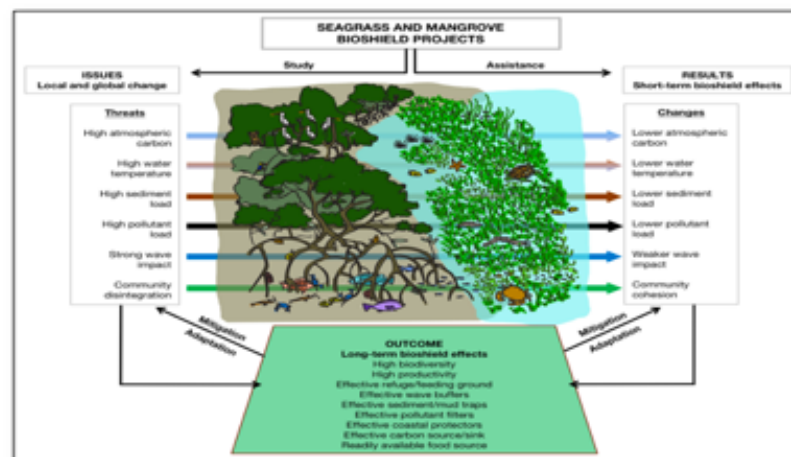 SEAGRASS AND MANGROVE
BIOSHIELD PROJECTS
Study
Assistance
ISSUES
Local and global change
RESULTS
Short-term bioshield effects
Threats
High atmospheric
carbon
High water
temperature
High sediment
load
High pollutant
load
Strong wave
impact
Community
disintegration
Changes
Lower atmospheric
carbon
Lower water
temperature
Lower sediment
load
Lower pollutant
load
Weaker wave
impact
Community
cohesion
Mitigation
Adaptation
Mitigation
Adaptation
OUTCOME
Long-term bioshield effects
High biodiversity
High productivity
Effective refuge/feeding ground
Effective wave buffers
Effective sediment/mud traps
Effective pollutant filters
Effective coastal protectors
Effective carbon source/sink
Readily available food source